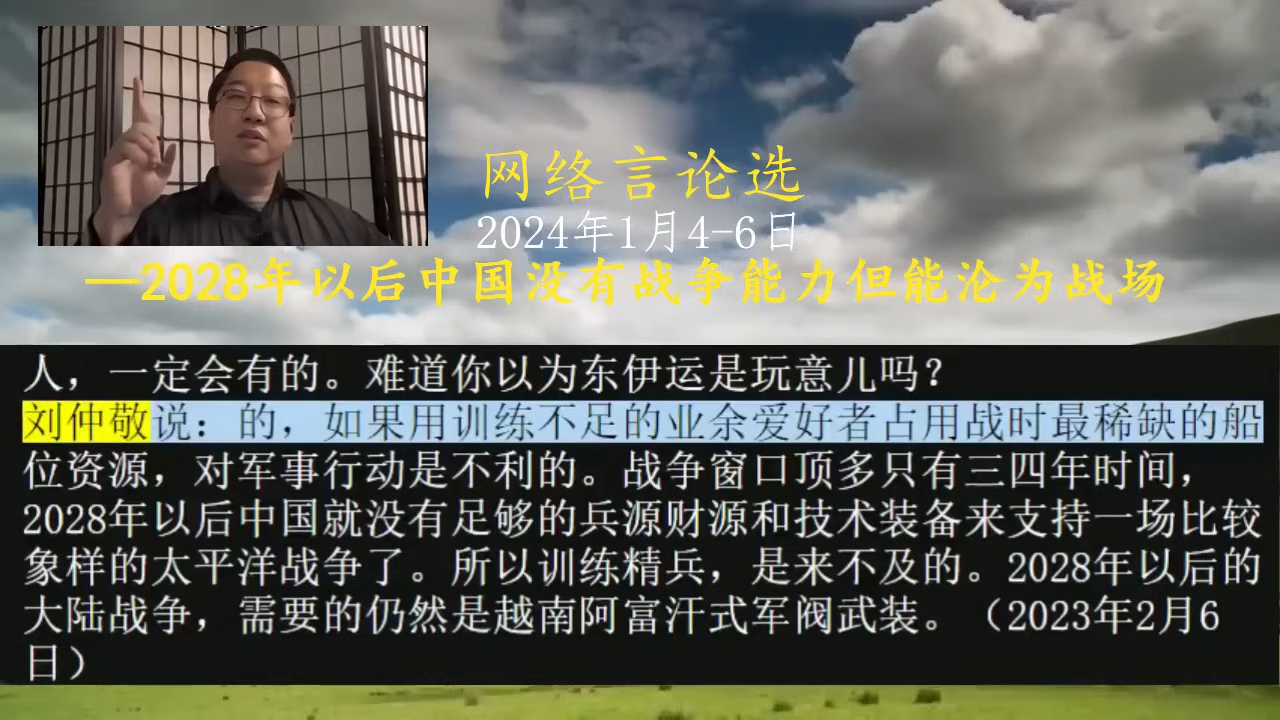 网络言论选
2024年1月4-6日
—2028年以后中国没有战争能力但能沦为战场
人，一定会有的。难道你以为东伊运是玩意儿吗？
刘仲敬说：的，如果用训练不足的业余爱好者占用战时最稀缺的船
位资源，对军事行动是不利的。战争窗口顶多只有三四年时间，
2028年以后中国就没有足够的兵源财源和技术装备来支持一场比较
象样的太平洋战争了。所以训练精兵，是来不及的。2028年以后的
大陆战争，需要的仍然是越南阿富汗式军阀武装。（2023年2月6
日）